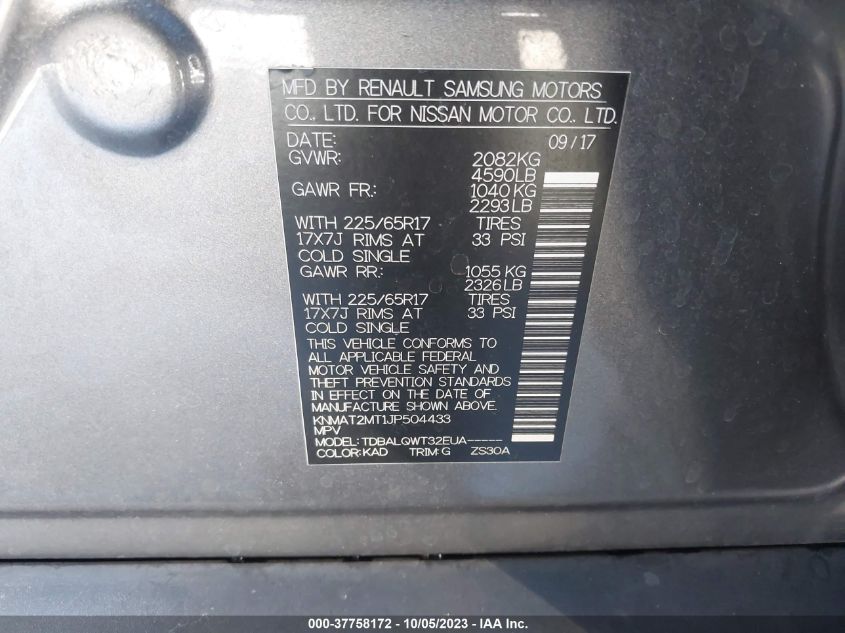 MFD BY RENAULT SAMSUNG MOTORS
CO., LTD. FOR NISSAN MOTOR CO., LTD.
DATE: 09/17
GVWR: 2082KG
4590LB
GAWR FR.: 1040 KG
2293LB
WITH 225/65R17 TIRES
17X7J RIMS AT 33 PSI
COLD SINGLE
GAWR RR.: 1055 KG
2326LB
WITH 225/65R17 TIRES
17X7J RIMS AT 33 PSI
COLD SINGLE
THIS VEHICLE CONFORMS TO
ALL APPLICABLE FEDERAL
MOTOR VEHICLE SAFETY AND
THEFT PREVENTION STANDARDS
IN EFFECT ON THE DATE OF
MANUFACTURE SHOWN ABOVE.
KNMAT2MT1JP504433
MPV
MODEL: TDBALQWT32EUA-----
COLOR: KAD TRIM: G ZS30A
000-37758172 - 10/05/2023 - IAA Inc.